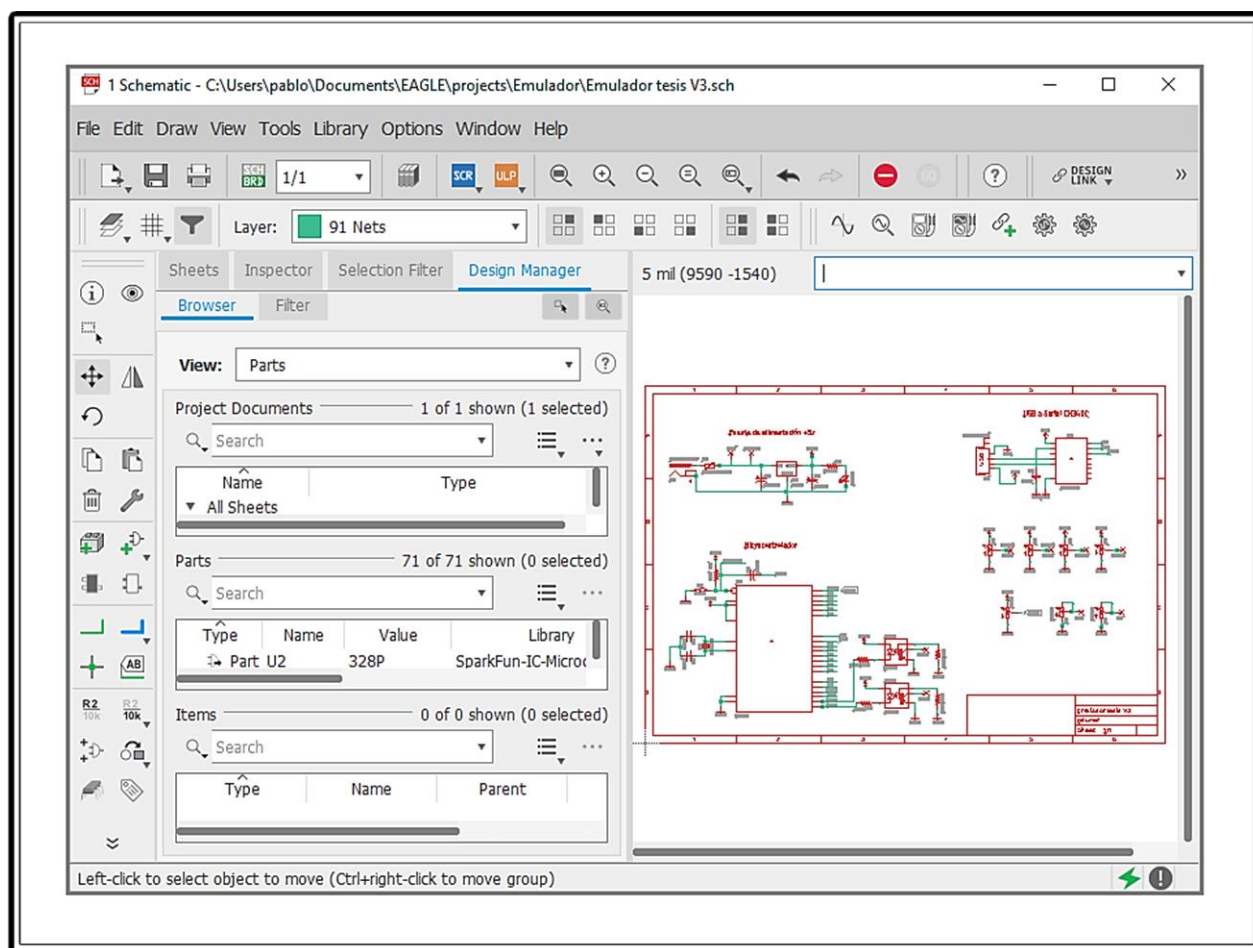 1 Schematic - C:\Users\pablo\Documents\EAGLE\projects\Emulador\Emulador tesis V3.sch
File Edit Draw View Tools Library Options Window Help
SCH
BRD
1/1
SCR
ULP
DESIGN
LINK
Layer: 91 Nets
Sheets Inspector Selection Filter Design Manager
5 mil (9590 -1540)
Browser Filter
View: Parts
Project Documents 1 of 1 shown (1 selected)
Search
Name Type
All Sheets
Parts 71 of 71 shown (0 selected)
Search
Type Name Value Library
Part U2 328P SparkFun-IC-Microc
Items 0 of 0 shown (0 selected)
Search
Type Name Parent
R2
10k
R2
10k
AB
Left-click to select object to move (Ctrl+right-click to move group)